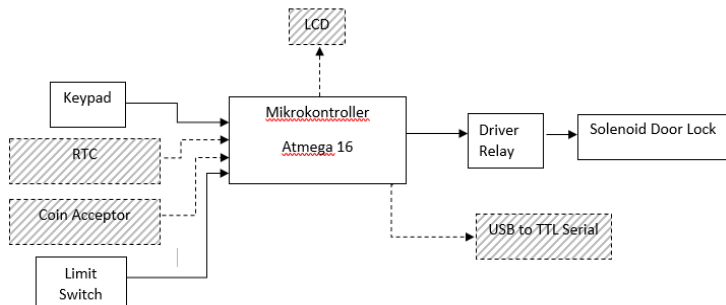 LCD
Keypad
Mikrokontroller
Atmega 16
Driver
Relay
Solenoid Door Lock
RTC
Coin Acceptor
USB to TTL Serial
Limit
Switch